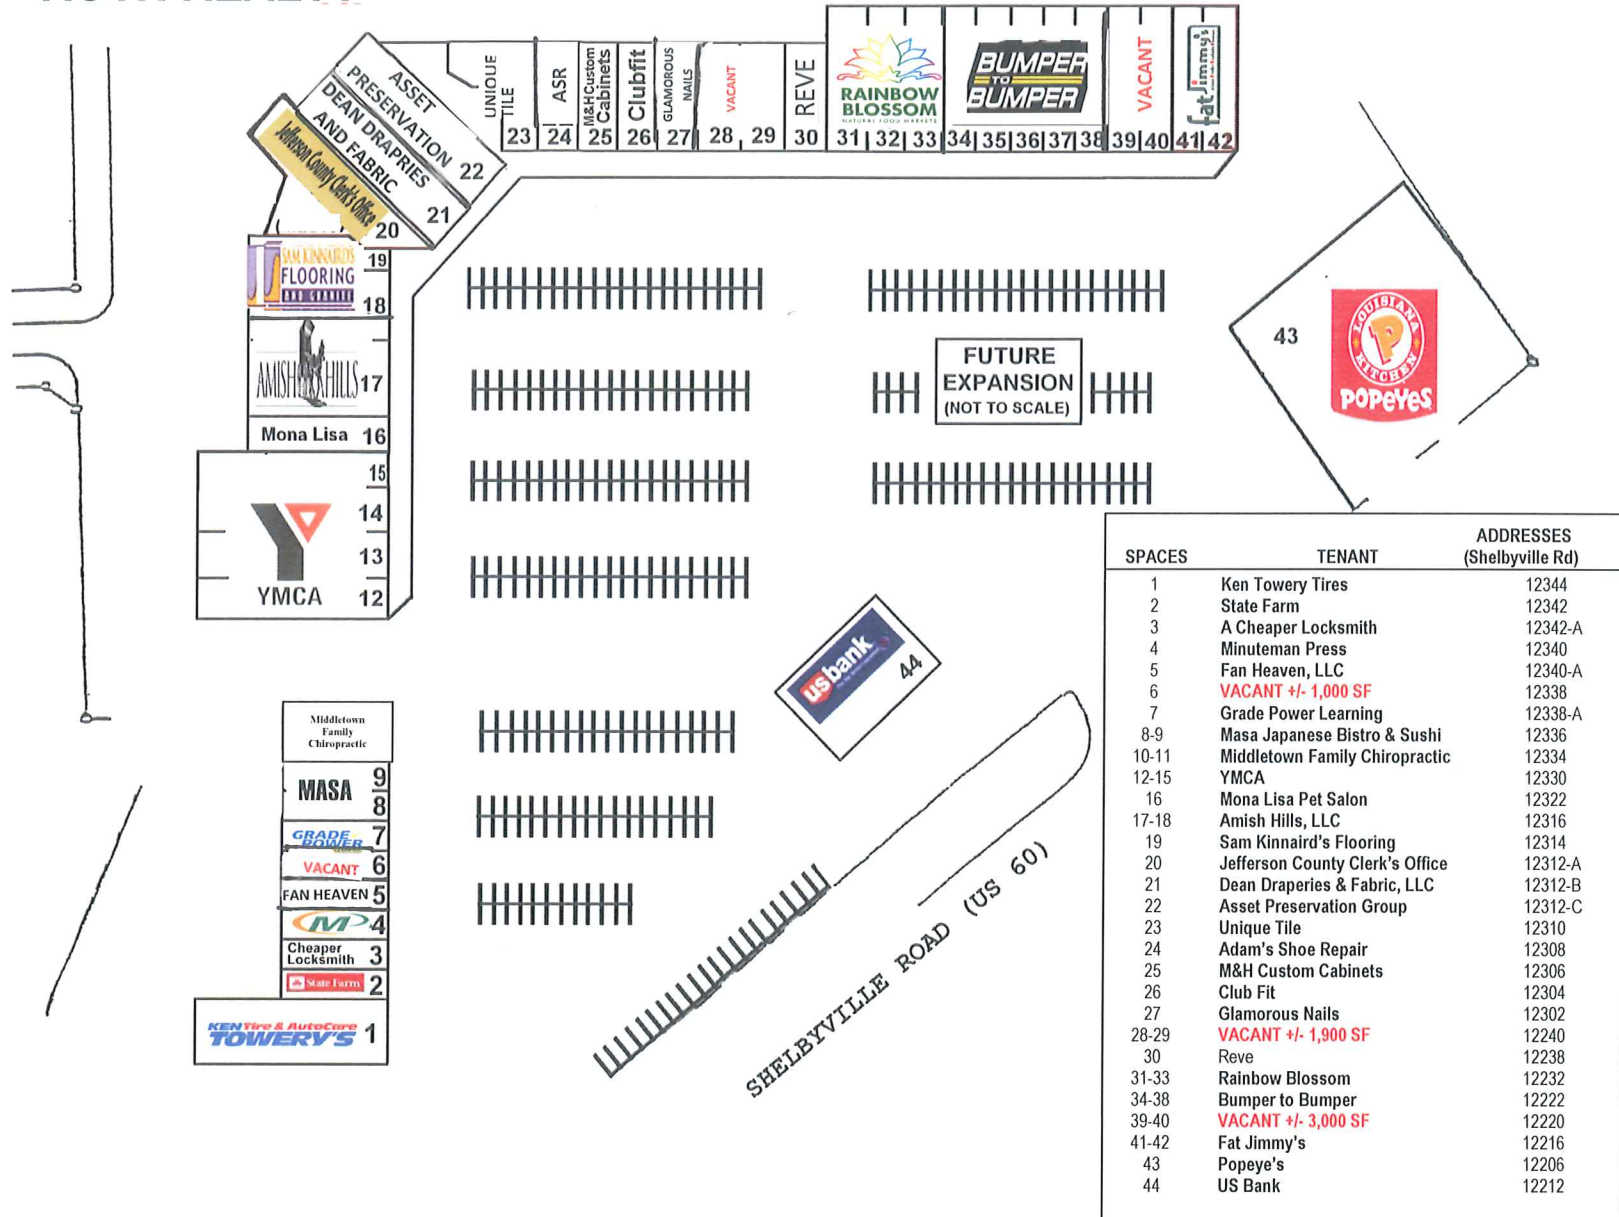 ASSET
PRESERVATION
22
DEAN DRAPRIES
AND FABRIC
21
Jefferson County Clerk's Office
20
UNIQUE
TILE
23
ASR
24
M&H Custom
Cabinets
25
Clubfit
26
GLAMOROUS
NAILS
27
VACANT
28 29
REVE
30
RAINBOW
BLOSSOM
NATURAL FOOD MARKETS
31 32 33
BUMPER
TO
BUMPER
34 35 36 37 38
VACANT
39 40
fat Jimmy's
41 42
SAM KINNAIRD'S
FLOORING
AND GRANITE
19
18
AMISH HILLS
17
Mona Lisa 16
15
14
13
12
YMCA
FUTURE
EXPANSION
(NOT TO SCALE)
43
LOUISIANA
KITCHEN
POPEYES
usbank
44
Middletown
Family
Chiropractic
MASA
9
8
GRADE
POWER
7
VACANT 6
FAN HEAVEN 5
M 4
Cheaper
Locksmith 3
State Farm 2
KEN Tire & AutoCare
TOWERY'S
1
SHELBYVILLE ROAD (US 60)
SPACES TENANT ADDRESSES
(Shelbyville Rd)
1 Ken Towery Tires 12344
2 State Farm 12342
3 A Cheaper Locksmith 12342-A
4 Minuteman Press 12340
5 Fan Heaven, LLC 12340-A
6 VACANT +/- 1,000 SF 12338
7 Grade Power Learning 12338-A
8-9 Masa Japanese Bistro & Sushi 12336
10-11 Middletown Family Chiropractic 12334
12-15 YMCA 12330
16 Mona Lisa Pet Salon 12322
17-18 Amish Hills, LLC 12316
19 Sam Kinnaird's Flooring 12314
20 Jefferson County Clerk's Office 12312-A
21 Dean Draperies & Fabric, LLC 12312-B
22 Asset Preservation Group 12312-C
23 Unique Tile 12310
24 Adam's Shoe Repair 12308
25 M&H Custom Cabinets 12306
26 Club Fit 12304
27 Glamorous Nails 12302
28-29 VACANT +/- 1,900 SF 12240
30 Reve 12238
31-33 Rainbow Blossom 12232
34-38 Bumper to Bumper 12222
39-40 VACANT +/- 3,000 SF 12220
41-42 Fat Jimmy's 12216
43 Popeye's 12206
44 US Bank 12212